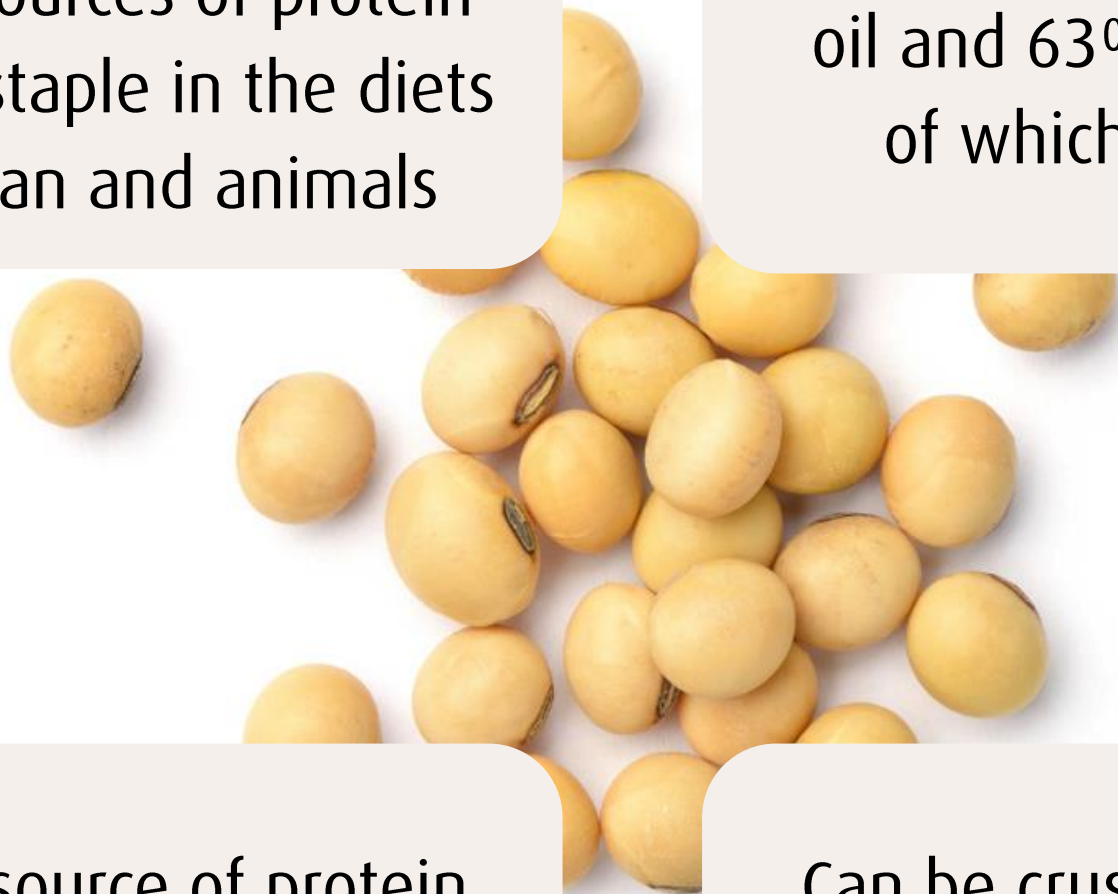 sources of protein
staple in the diets
an and animals
oil and 63
of which
source of protein
Can be crus